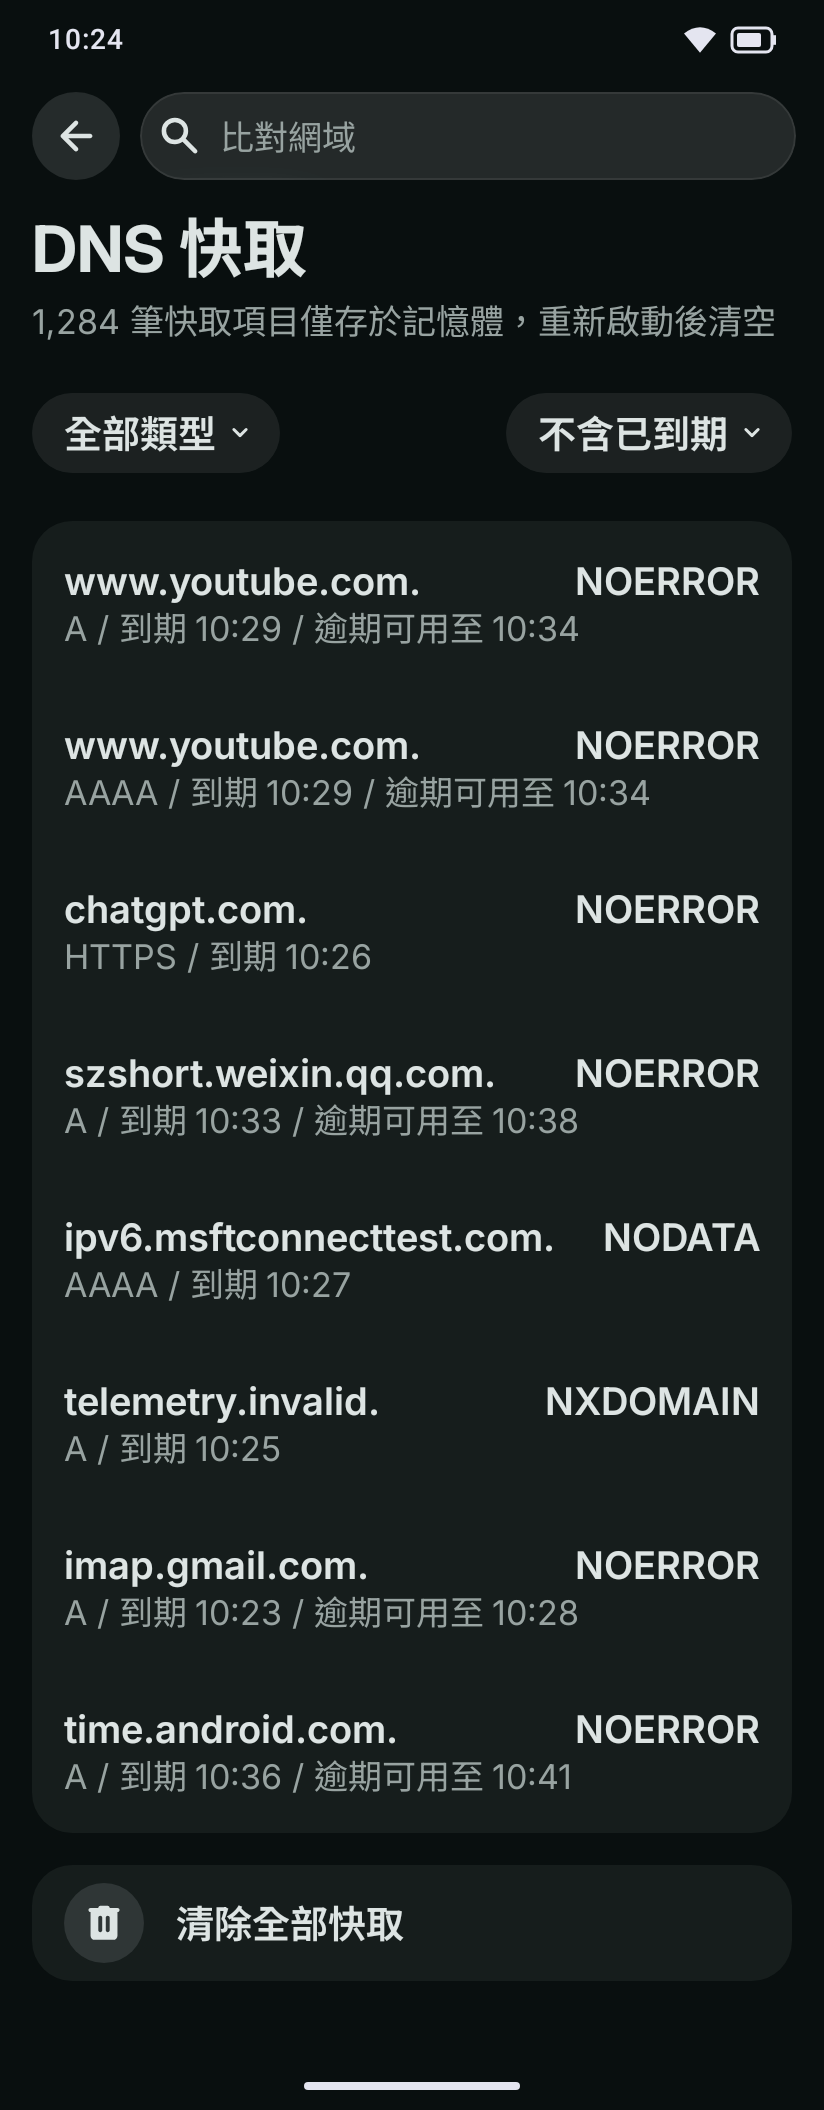 10:24
比對網域
DNS 快取
1,284 筆快取項目僅存於記憶體，重新啟動後清空
全部類型
不含已到期
www.youtube.com. NOERROR
A / 到期 10:29 / 逾期可用至 10:34
www.youtube.com. NOERROR
AAAA / 到期 10:29 / 逾期可用至 10:34
chatgpt.com. NOERROR
HTTPS / 到期 10:26
szshort.weixin.qq.com. NOERROR
A / 到期 10:33 / 逾期可用至 10:38
ipv6.msftconnecttest.com. NODATA
AAAA / 到期 10:27
telemetry.invalid. NXDOMAIN
A / 到期 10:25
imap.gmail.com. NOERROR
A / 到期 10:23 / 逾期可用至 10:28
time.android.com. NOERROR
A / 到期 10:36 / 逾期可用至 10:41
清除全部快取